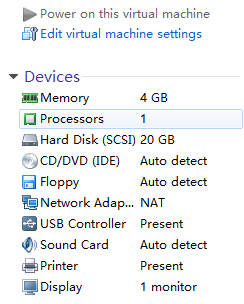 Power on this virtual machine
Edit virtual machine settings
Devices
Memory 4 GB
Processors 1
Hard Disk (SCSI) 20 GB
CD/DVD (IDE) Auto detect
Floppy Auto detect
Network Adap... NAT
USB Controller Present
Sound Card Auto detect
Printer Present
Display 1 monitor